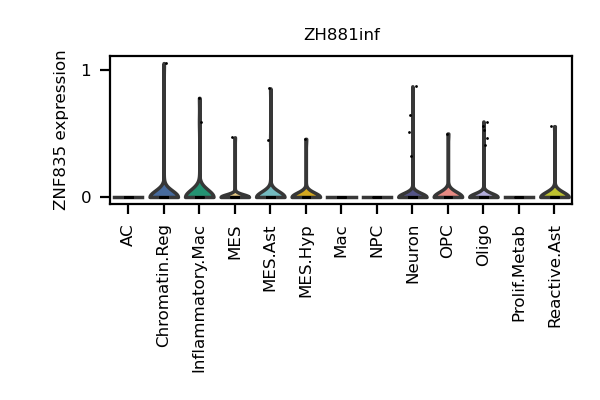 ZH881inf
ZNF835 expression
1
0
AC
Chromatin.Reg
Inflammatory.Mac
MES
MES.Ast
MES.Hyp
Mac
NPC
Neuron
OPC
Oligo
Prolif.Metab
Reactive.Ast